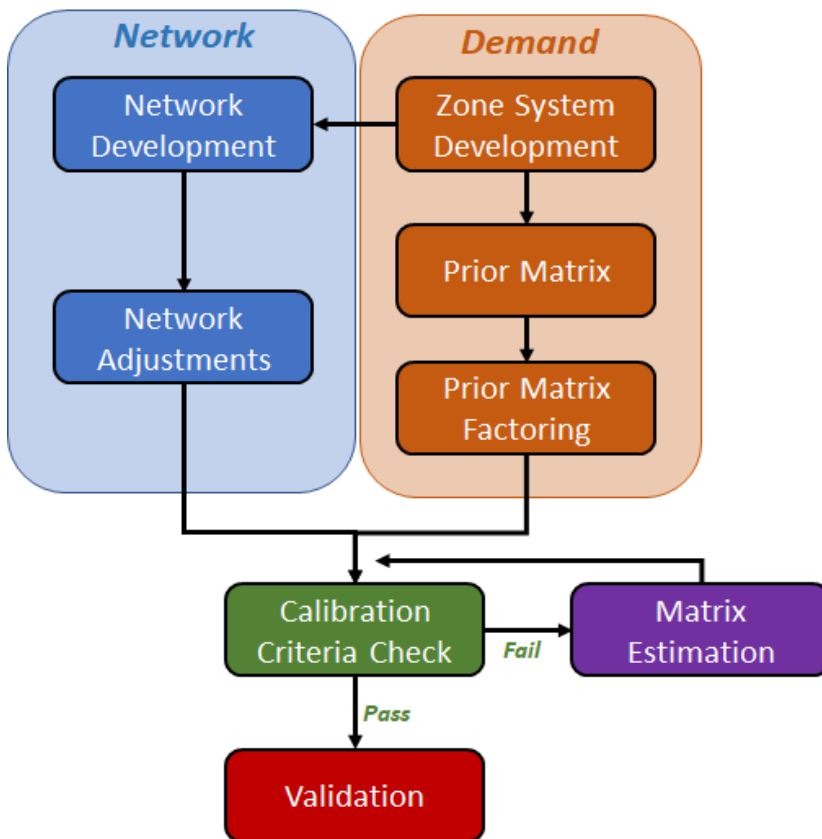 Network
Demand
Network
Development
Zone System
Development
Prior Matrix
Network
Adjustments
Prior Matrix
Factoring
Calibration
Criteria Check
Fail
Matrix
Estimation
Pass
Validation